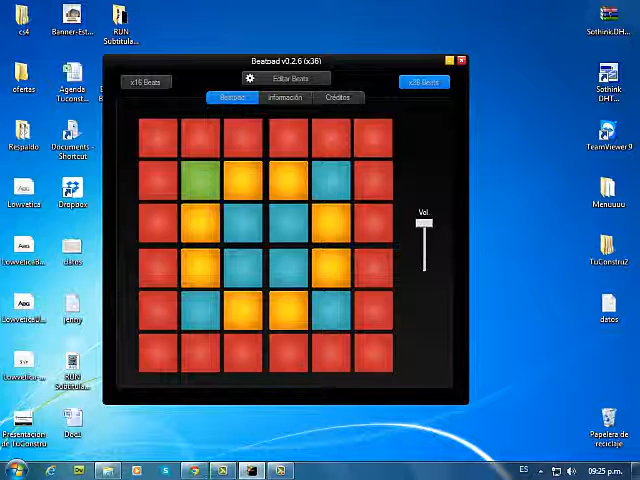 cs4
Banner-Est...
RUN
Subtitula...
Sothink.DH...
Beatpad v0.2.6 (x36)
x16 Beats
Editar Beats
x36 Beats
Beatpad
Información
Créditos
ofertas
Agenda
Tuconst...
Sothink
DHT...
Respaldo
Documents -
Shortcut
TeamViewer 9
Lowvetica
Dropbox
Menuuuu
Vol.
LowveticaB...
datos
TuConstru2
jenny
datos
Lowvetica-...
RUN
Subtitula...
Presentacion
de TuConstru
Doc1
Papelera de
reciclaje
ES
09:25 p.m.